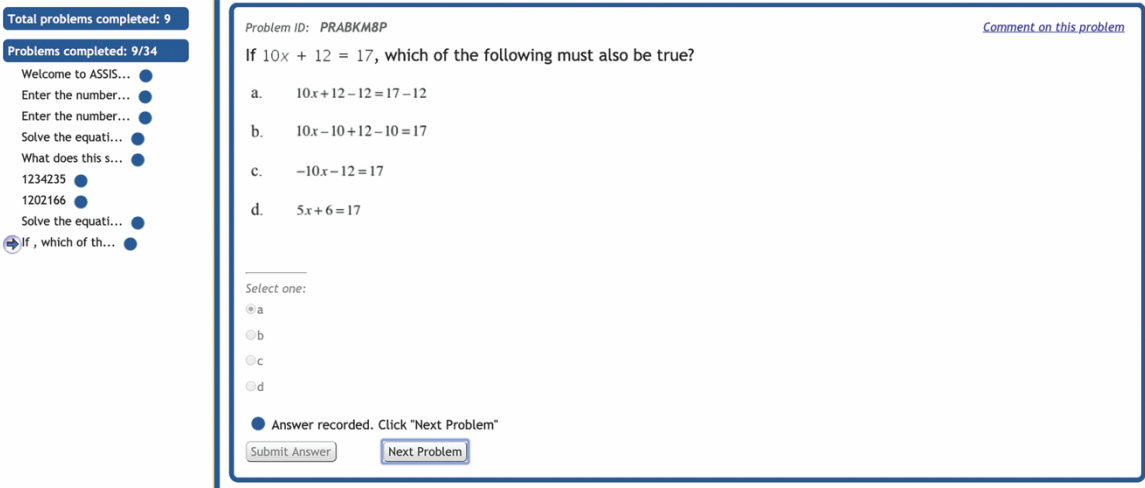 Total problems completed: 9
Problems completed: 9/34
Welcome to ASSIS...
Enter the number...
Enter the number...
Solve the equati...
What does this s...
1234235
1202166
Solve the equati...
If , which of th...
Problem ID: PRABKM8P
Comment on this problem
If 10x + 12 = 17, which of the following must also be true?
a. 10x+12−12=17−12
b. 10x−10+12−10=17
c. −10x−12=17
d. 5x+6=17
Select one:
a
b
c
d
Answer recorded. Click "Next Problem"
Submit Answer
Next Problem